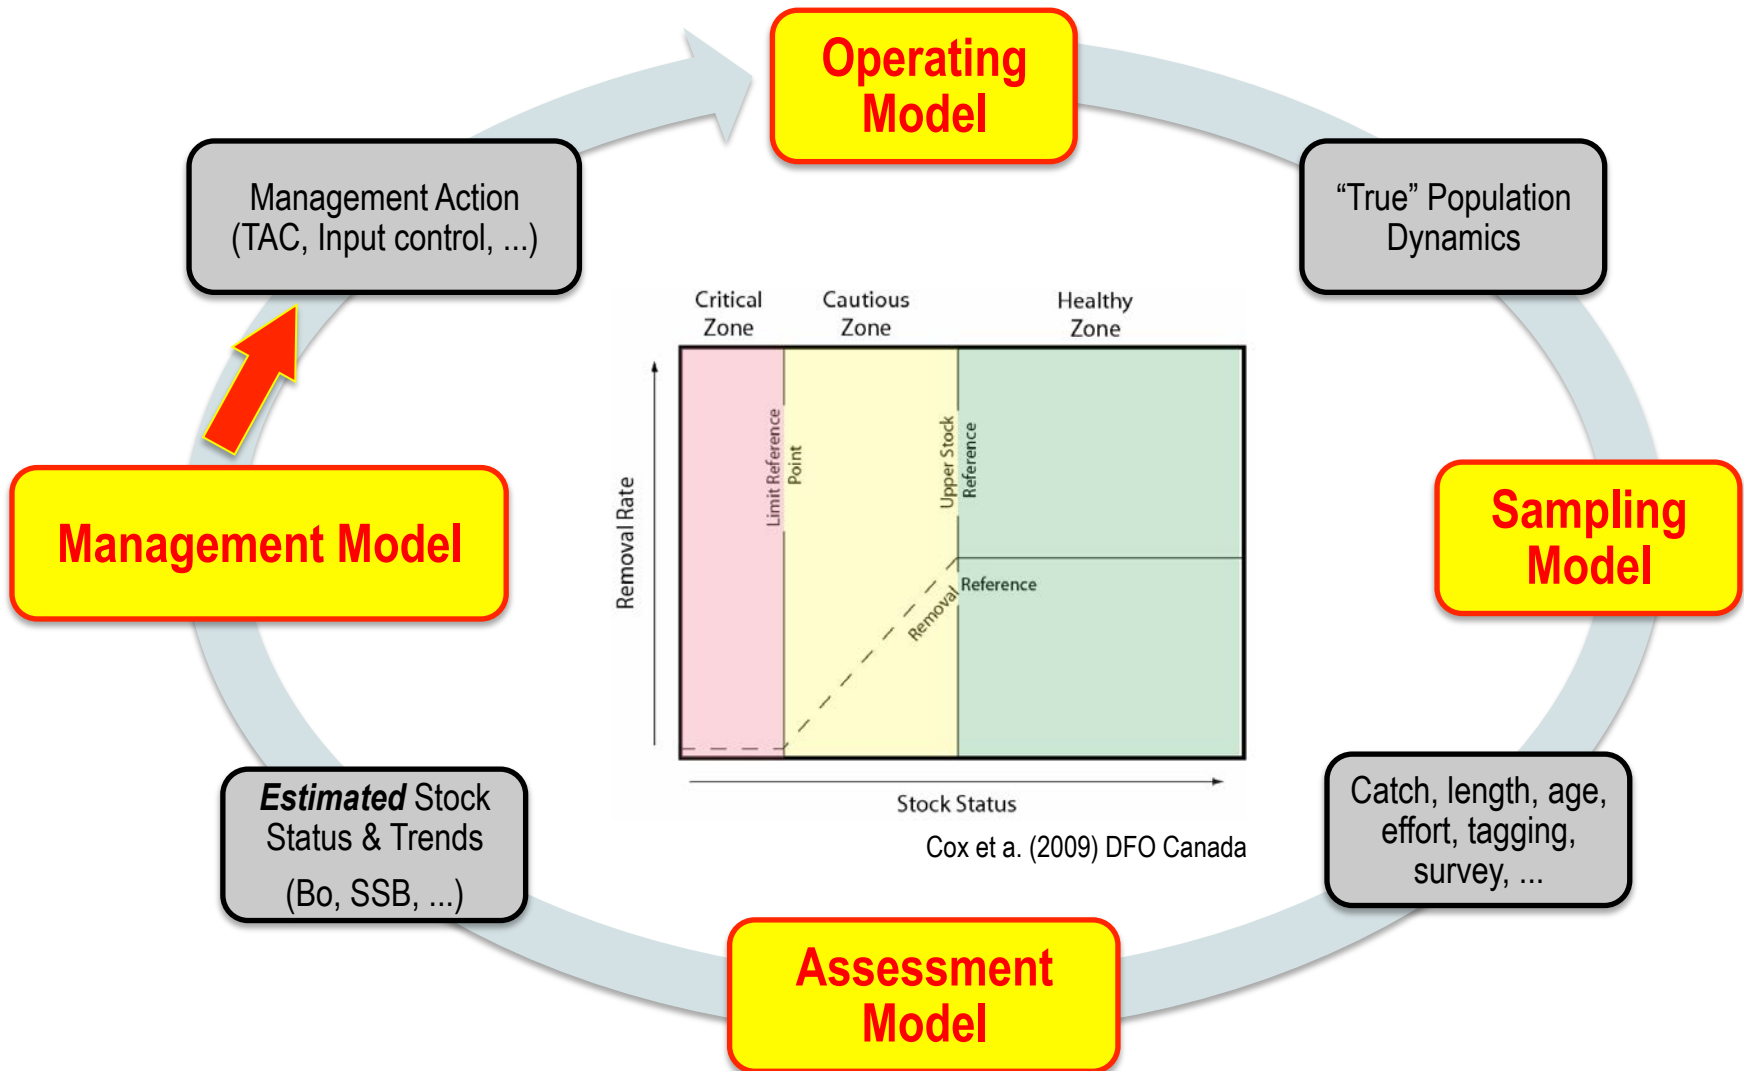 Operating
Model
Management Action
(TAC, Input control, ...)
“True” Population
Dynamics
Critical
Zone
Cautious
Zone
Healthy
Zone
Removal Rate
Limit Reference
Point
Upper Stock
Reference
Removal
Reference
Stock Status
Cox et a. (2009) DFO Canada
Management Model
Sampling
Model
Estimated Stock
Status & Trends
(Bo, SSB, ...)
Catch, length, age,
effort, tagging,
survey, ...
Assessment
Model